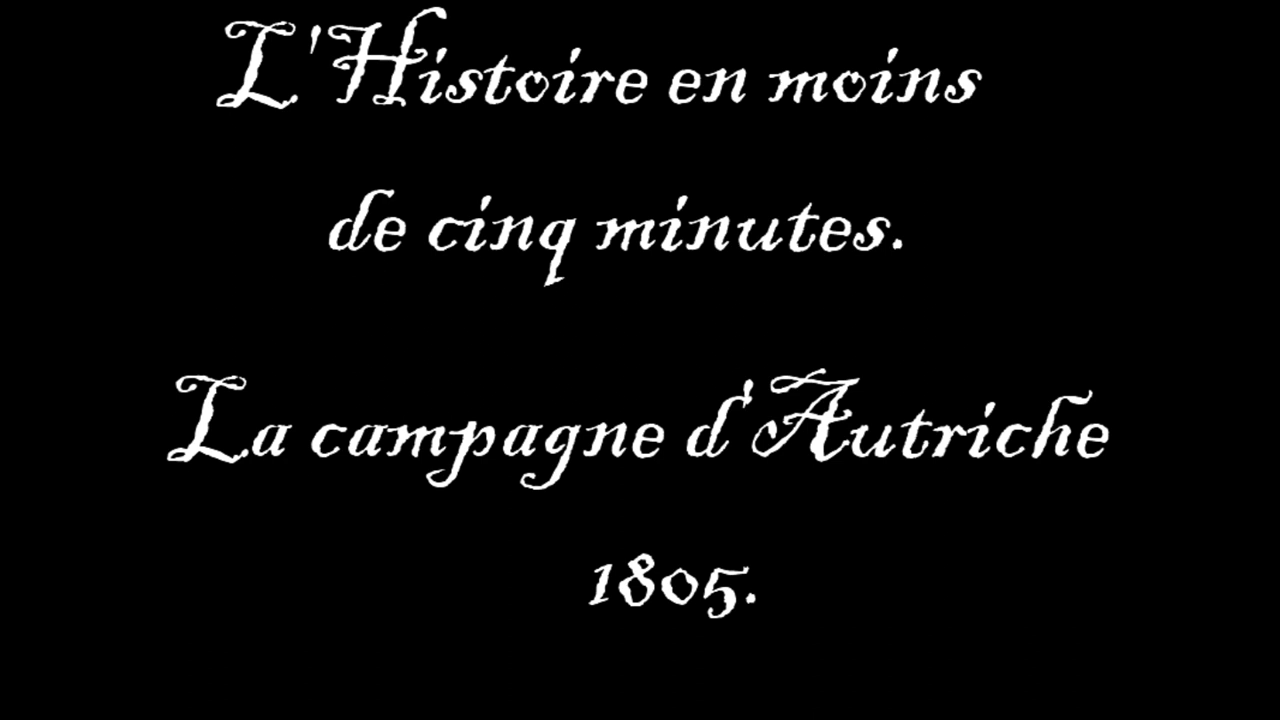 L'Histoire en moins
de cinq minutes.
La campagne d'Autriche
1805.